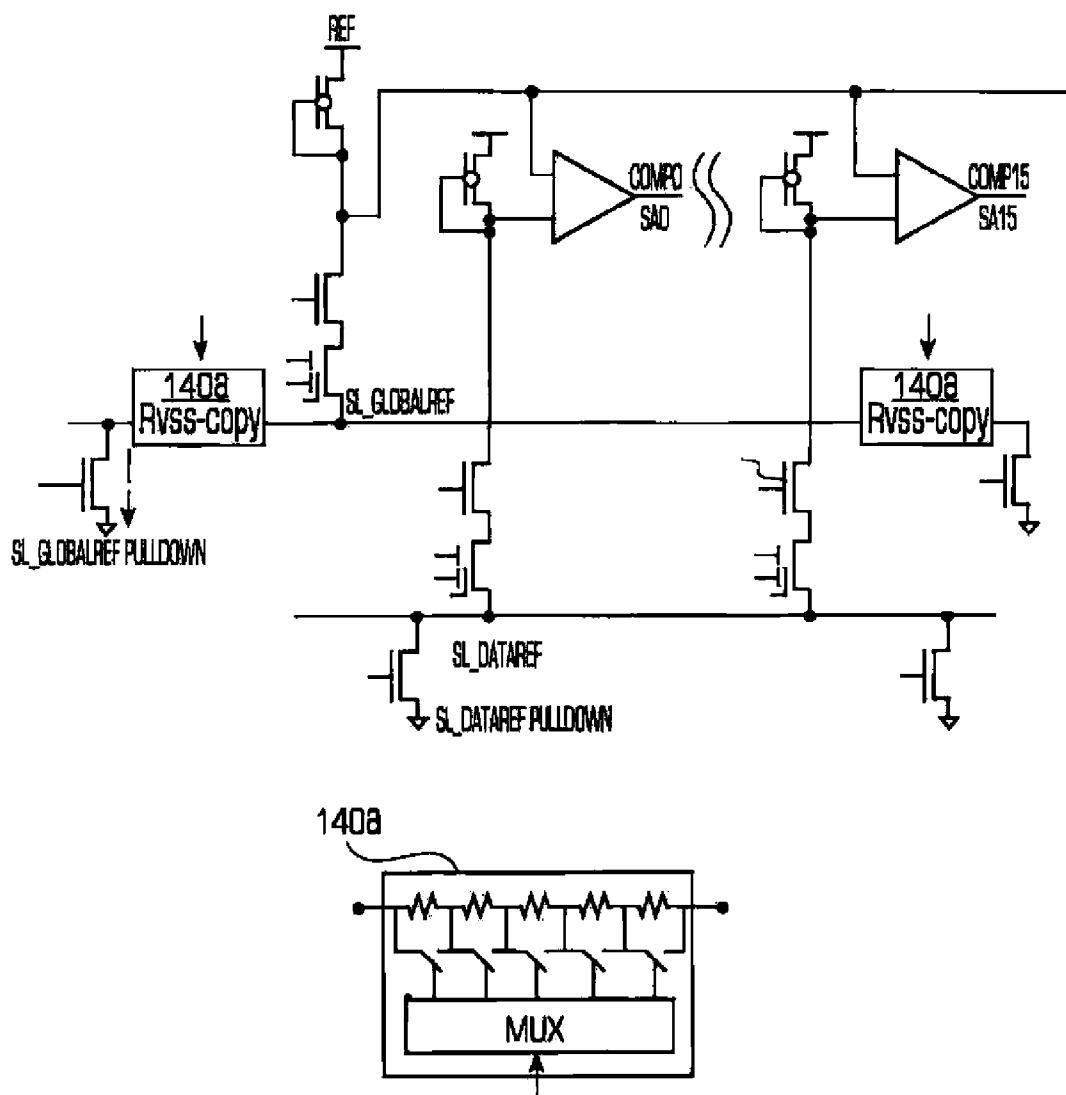 REF
COMP0
SA0
COMP15
SA15
140a
Rvss-copy
SL_GLOBALREF
140a
Rvss-copy
SL_GLOBALREF PULLDOWN
SL_DATAREF
SL_DATAREF PULLDOWN
140a
MUX